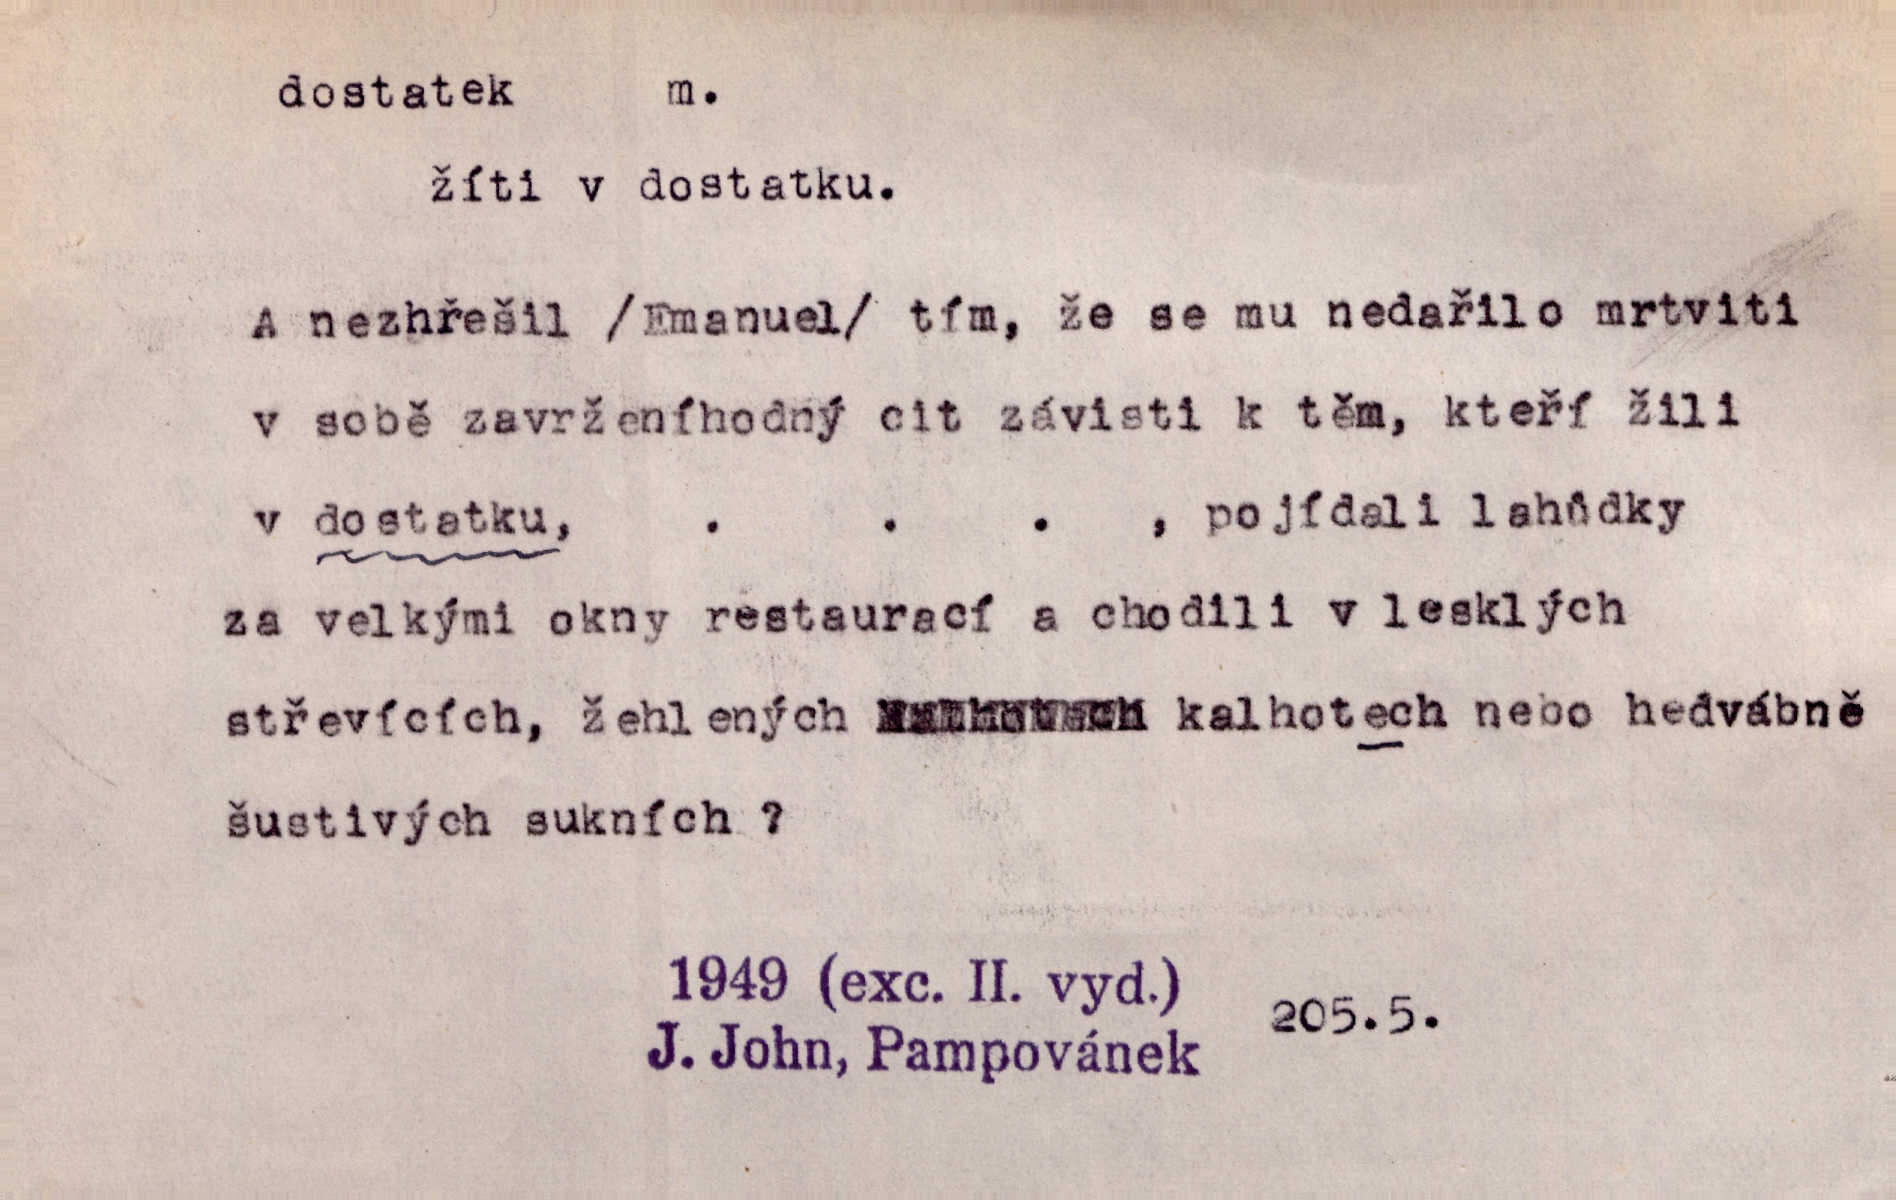 dostatek m.
žíti v dostatku.
A nezhřešil /Emanuel/ tím, že se mu nedařilo mrtviti
v sobě zavrženíhodný cit závisti k těm, kteří žili
v dostatku, . . . , pojídali lahůdky
za velkými okny restaurací a chodili v lesklých
střevících, žehlených kalhotech nebo hedvábně
šustivých sukních ?
1949 (exc. II. vyd.)
J. John, Pampovánek
205.5.